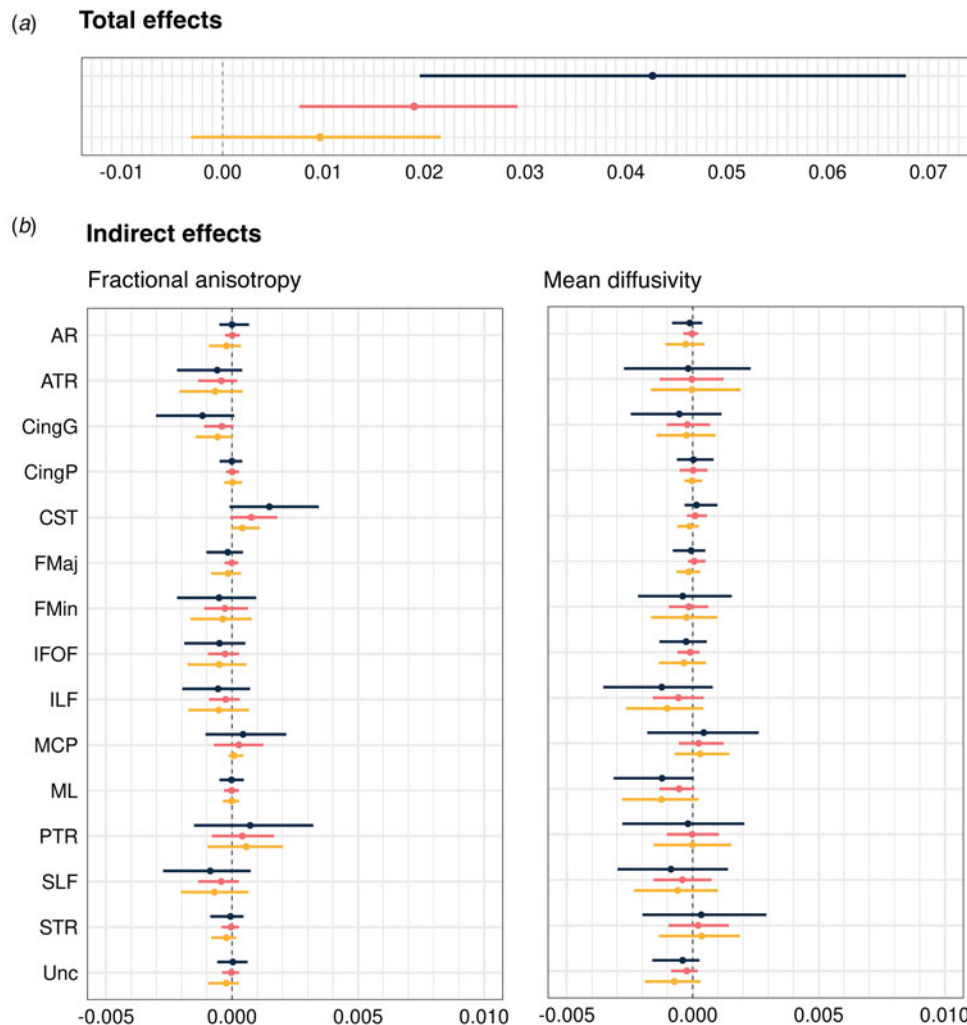 (a) Total effects
-0.01 0.00 0.01 0.02 0.03 0.04 0.05 0.06 0.07
(b) Indirect effects
Fractional anisotropy Mean diffusivity
AR
ATR
CingG
CingP
CST
FMaj
FMin
IFOF
ILF
MCP
ML
PTR
SLF
STR
Unc
-0.005 0.000 0.005 0.010 -0.005 0.000 0.005 0.010